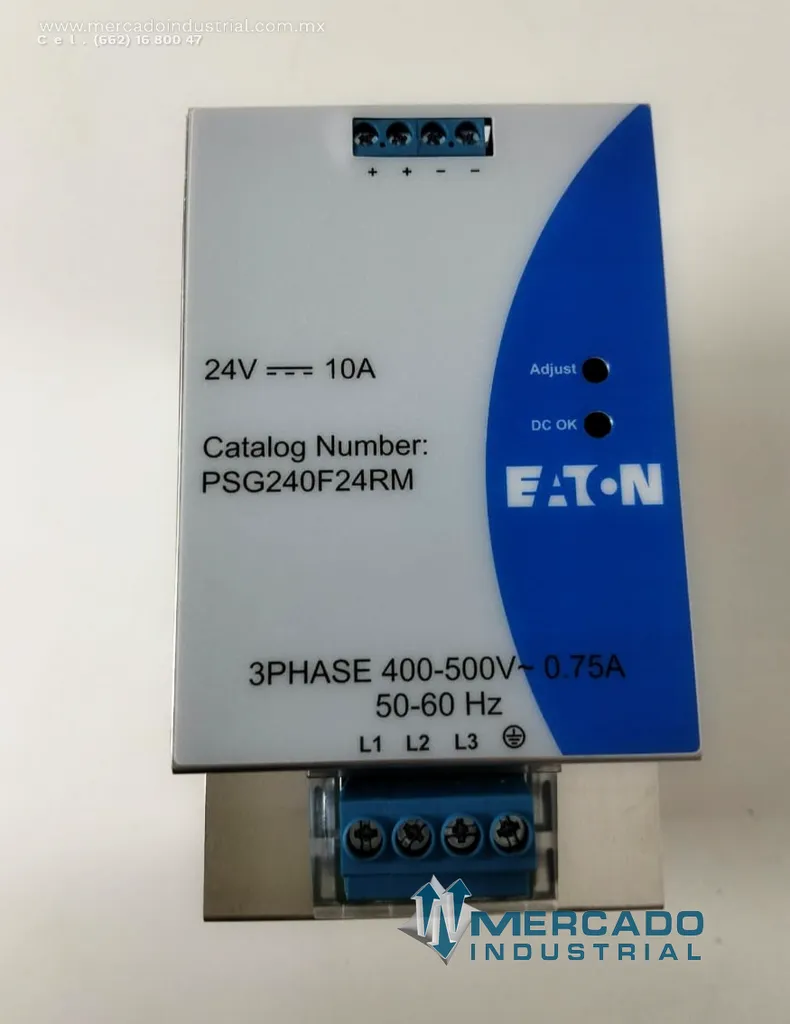 www.mercadoindustrial.com.mx
Cel. (662) 16 800 47
+ + − −
24V ⎓ 10A
Adjust
DC OK
Catalog Number:
PSG240F24RM
EATON
3PHASE 400-500V~ 0.75A
50-60 Hz
L1 L2 L3
MERCADO
INDUSTRIAL